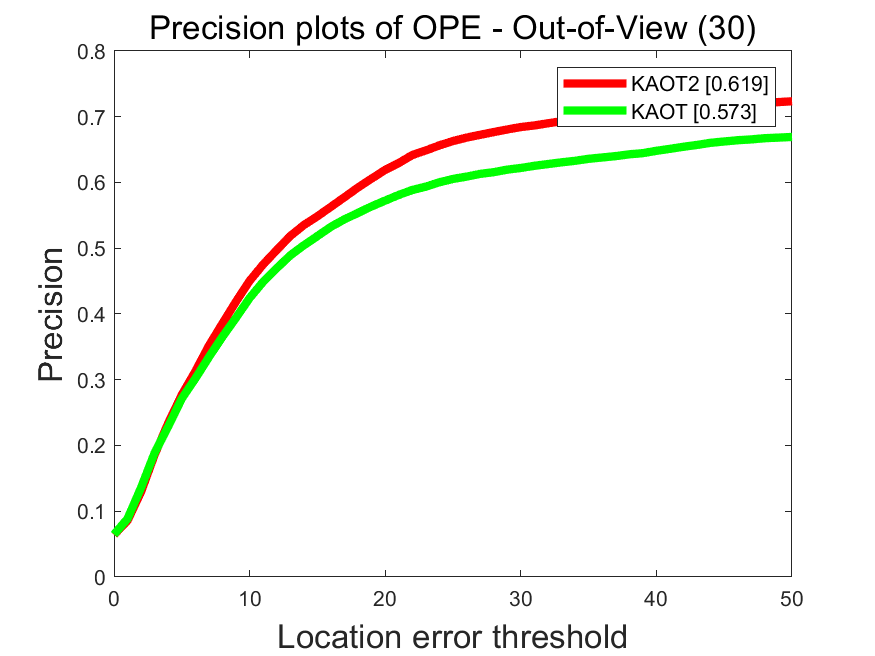 Precision plots of OPE - Out-of-View (30)
0.8
KAOT2 [0.619]
KAOT [0.573]
0.7
0.6
0.5
0.4
0.3
0.2
0.1
0
Precision
0 10 20 30 40 50
Location error threshold